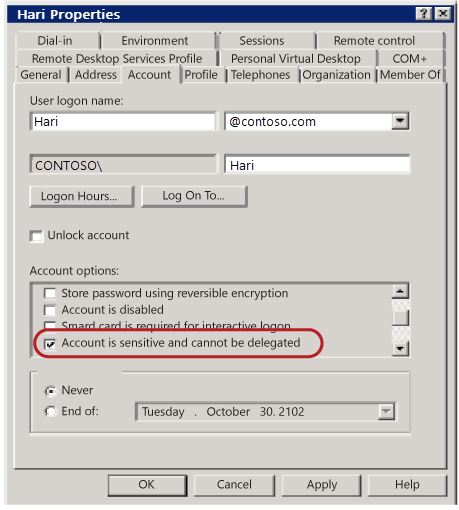 Hari Properties
Dial-in Environment Sessions Remote control
Remote Desktop Services Profile Personal Virtual Desktop COM+
General Address Account Profile Telephones Organization Member Of
User logon name:
Hari @contoso.com
CONTOSO\ Hari
Logon Hours... Log On To...
Unlock account
Account options:
Store password using reversible encryption
Account is disabled
Smard card is required for interactive logon
Account is sensitive and cannot be delegated
Never
End of: Tuesday . October 30. 2102
OK Cancel Apply Help